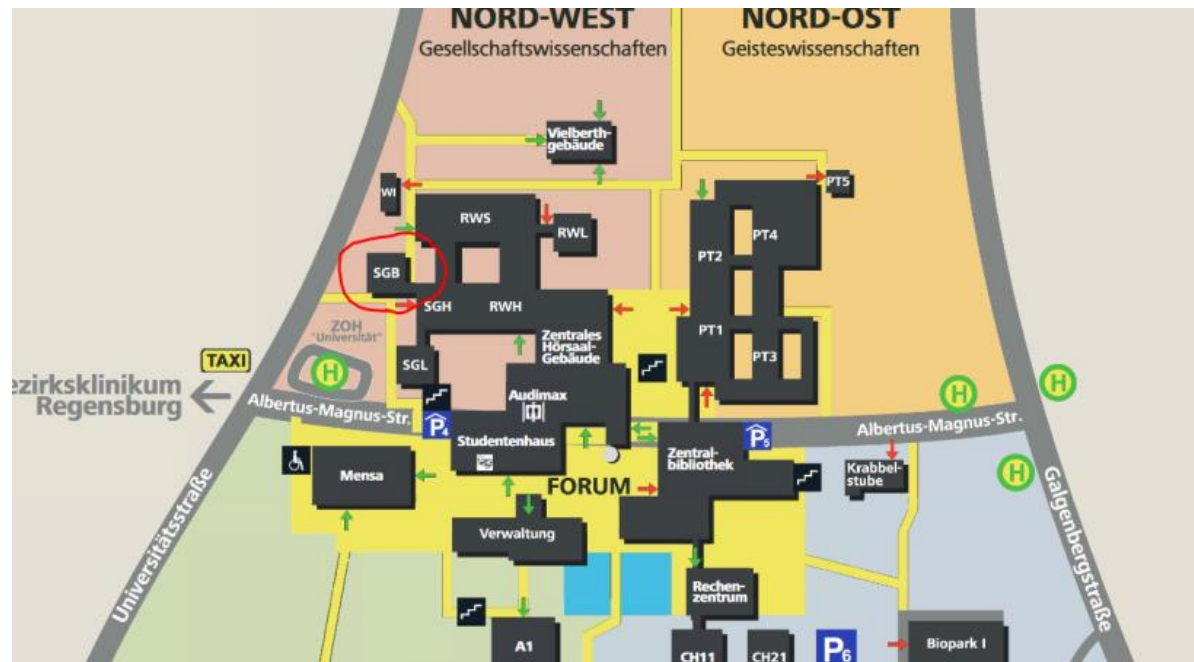 NORD-WEST
Gesellschaftswissenschaften
NORD-OST
Geisteswissenschaften
Vielberth-
gebäude
WI
RWS
RWL
PT5
PT4
PT2
SGB
SGH
RWH
PT1
PT3
ZOH
"Universität"
Zentrales
Hörsaal-
Gebäude
TAXI
H
SGL
ezirksklinikum
Regensburg
Audimax
Albertus-Magnus-Str.
P4
Studentenhaus
P5
Albertus-Magnus-Str.
H
H
H
Zentral-
bibliothek
Krabbel-
stube
Mensa
FORUM
Verwaltung
Universitätsstraße
Galgenbergstraße
Rechen-
zentrum
A1
CH11
CH21
P6
Biopark I